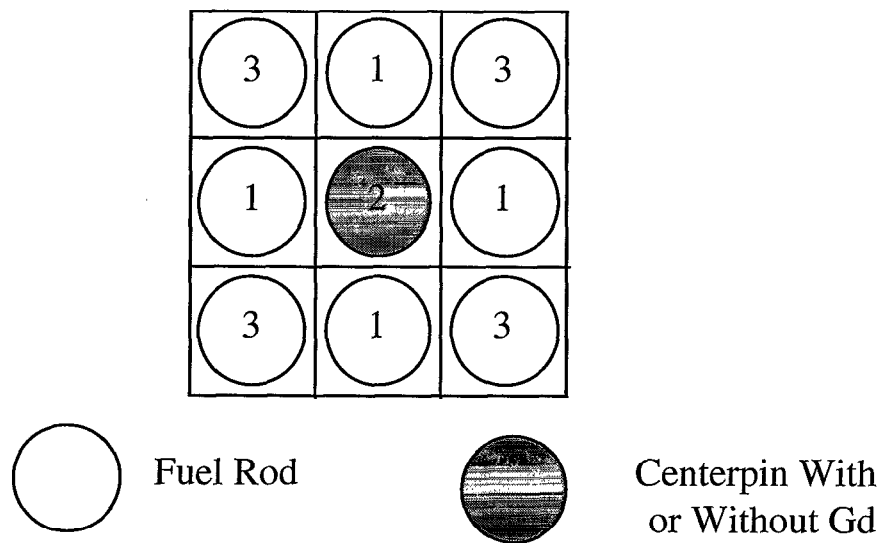 3 1 3
1 2 1
3 1 3
Fuel Rod
Centerpin With
or Without Gd